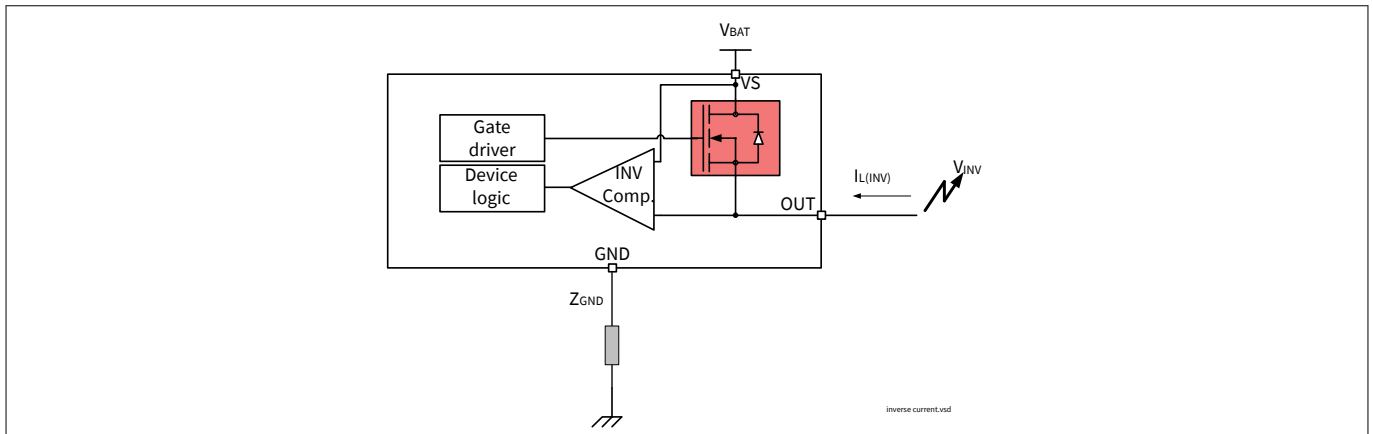 VBAT
VS
Gate
driver
Device
logic
INV
Comp.
OUT
IL(INV)
VINV
GND
ZGND
inverse current.vsd